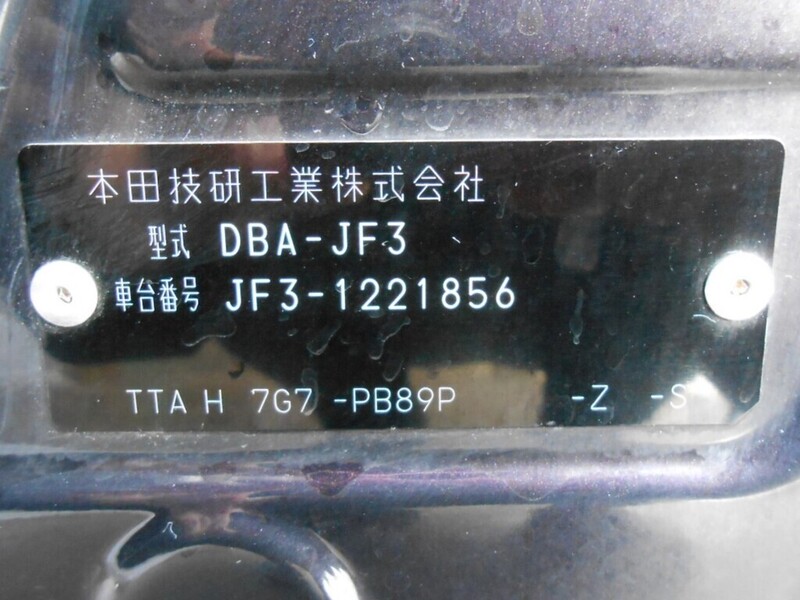 本田技研工業株式会社
型式 DBA-JF3
車台番号 JF3-1221856
TTA H 7G7 -PB89P -Z -S